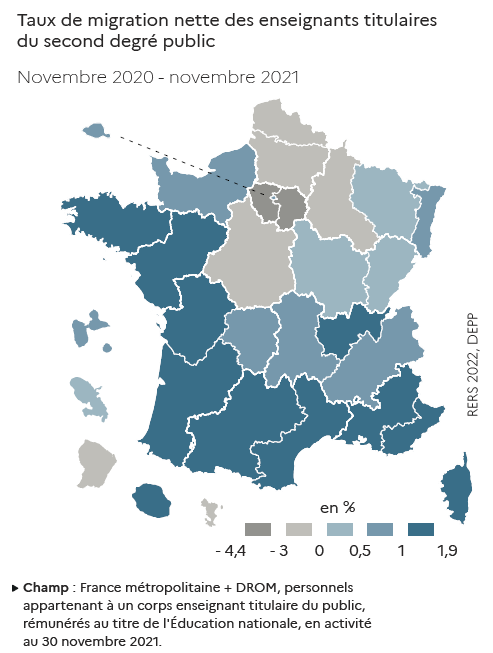 Taux de migration nette des enseignants titulaires
du second degré public
Novembre 2020 - novembre 2021
RERS 2022, DEPP
en %
- 4,4 - 3 0 0,5 1 1,9
▸ Champ : France métropolitaine + DROM, personnels
appartenant à un corps enseignant titulaire du public,
rémunérés au titre de l'Éducation nationale, en activité
au 30 novembre 2021.